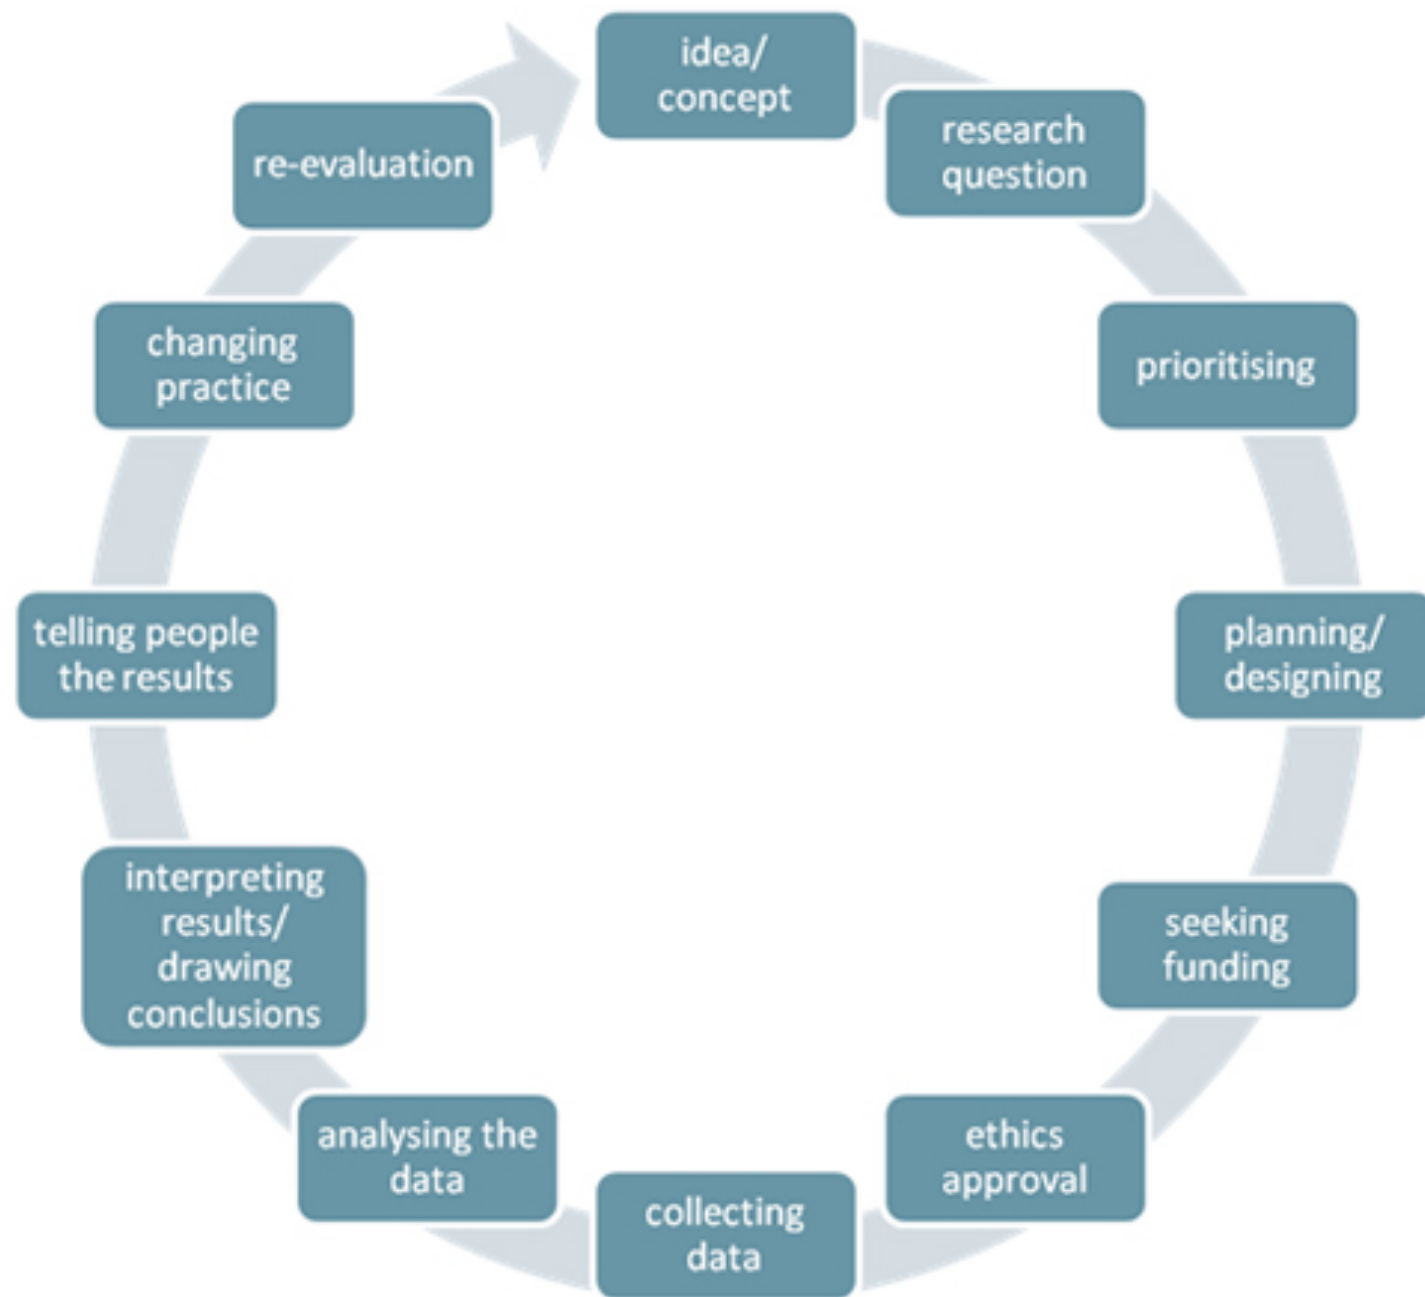 idea/
concept
research
question
prioritising
planning/
designing
seeking
funding
ethics
approval
collecting
data
analysing the
data
interpreting
results/
drawing
conclusions
telling people
the results
changing
practice
re-evaluation